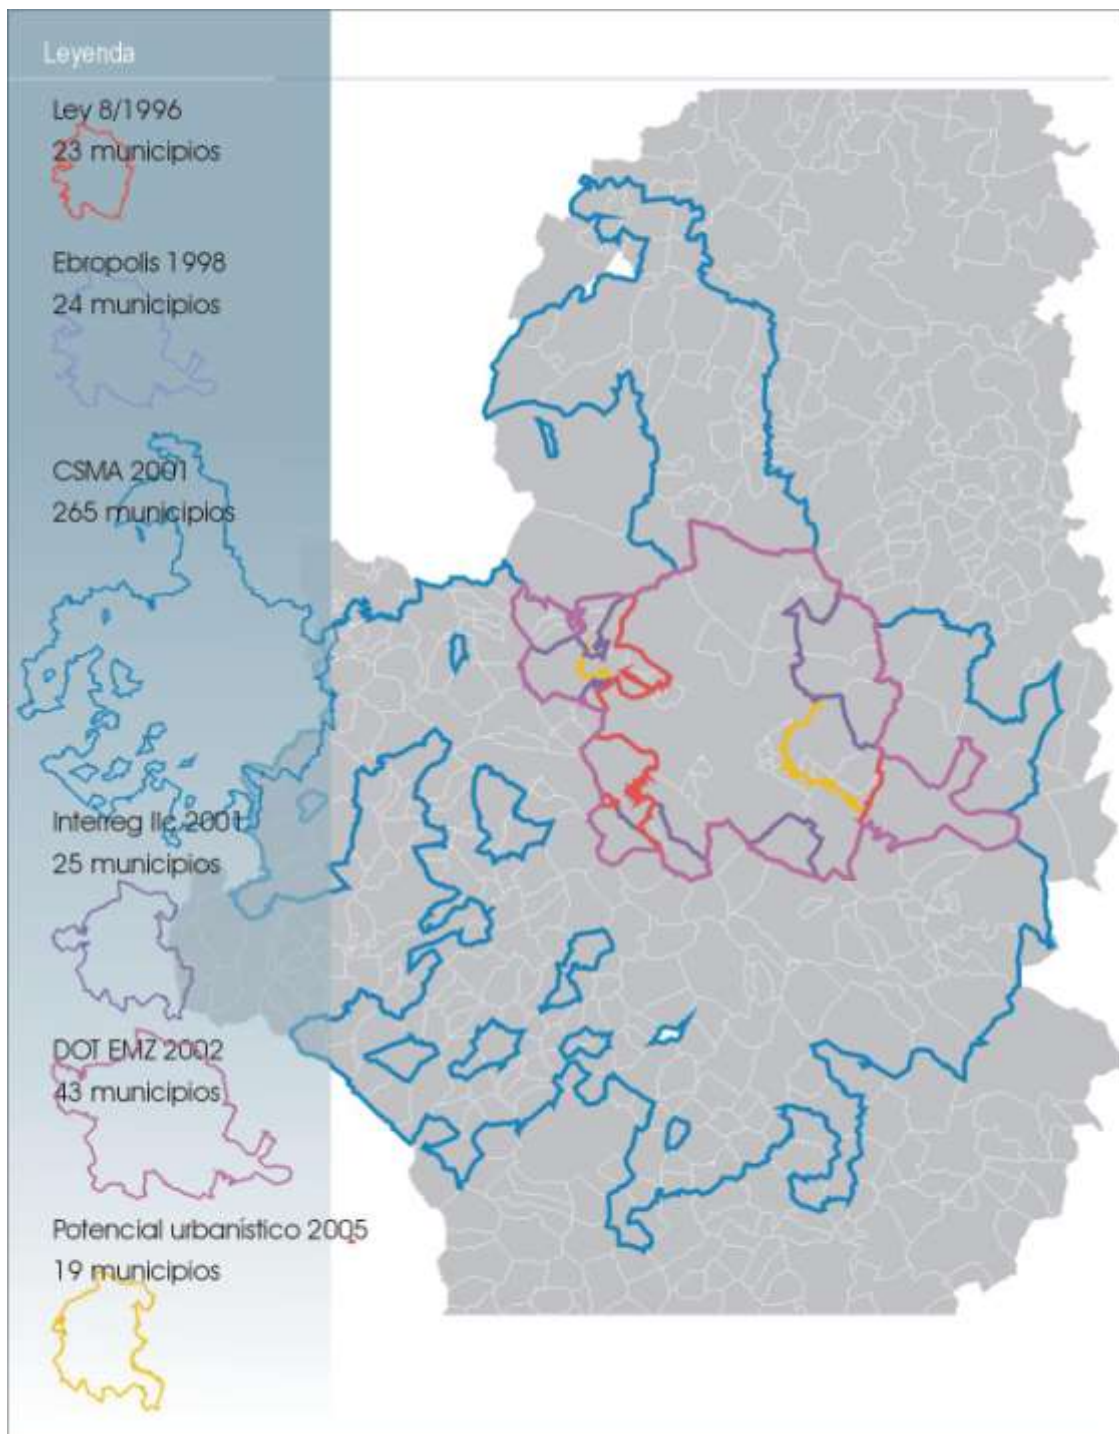 Leyenda
Ley 8/1996
23 municipios
Ebropolis 1998
24 municipios
CSMA 2001
265 municipios
Interreg IIc 2001
25 municipios
DOT EMZ 2002
43 municipios
Potencial urbanístico 2005
19 municipios